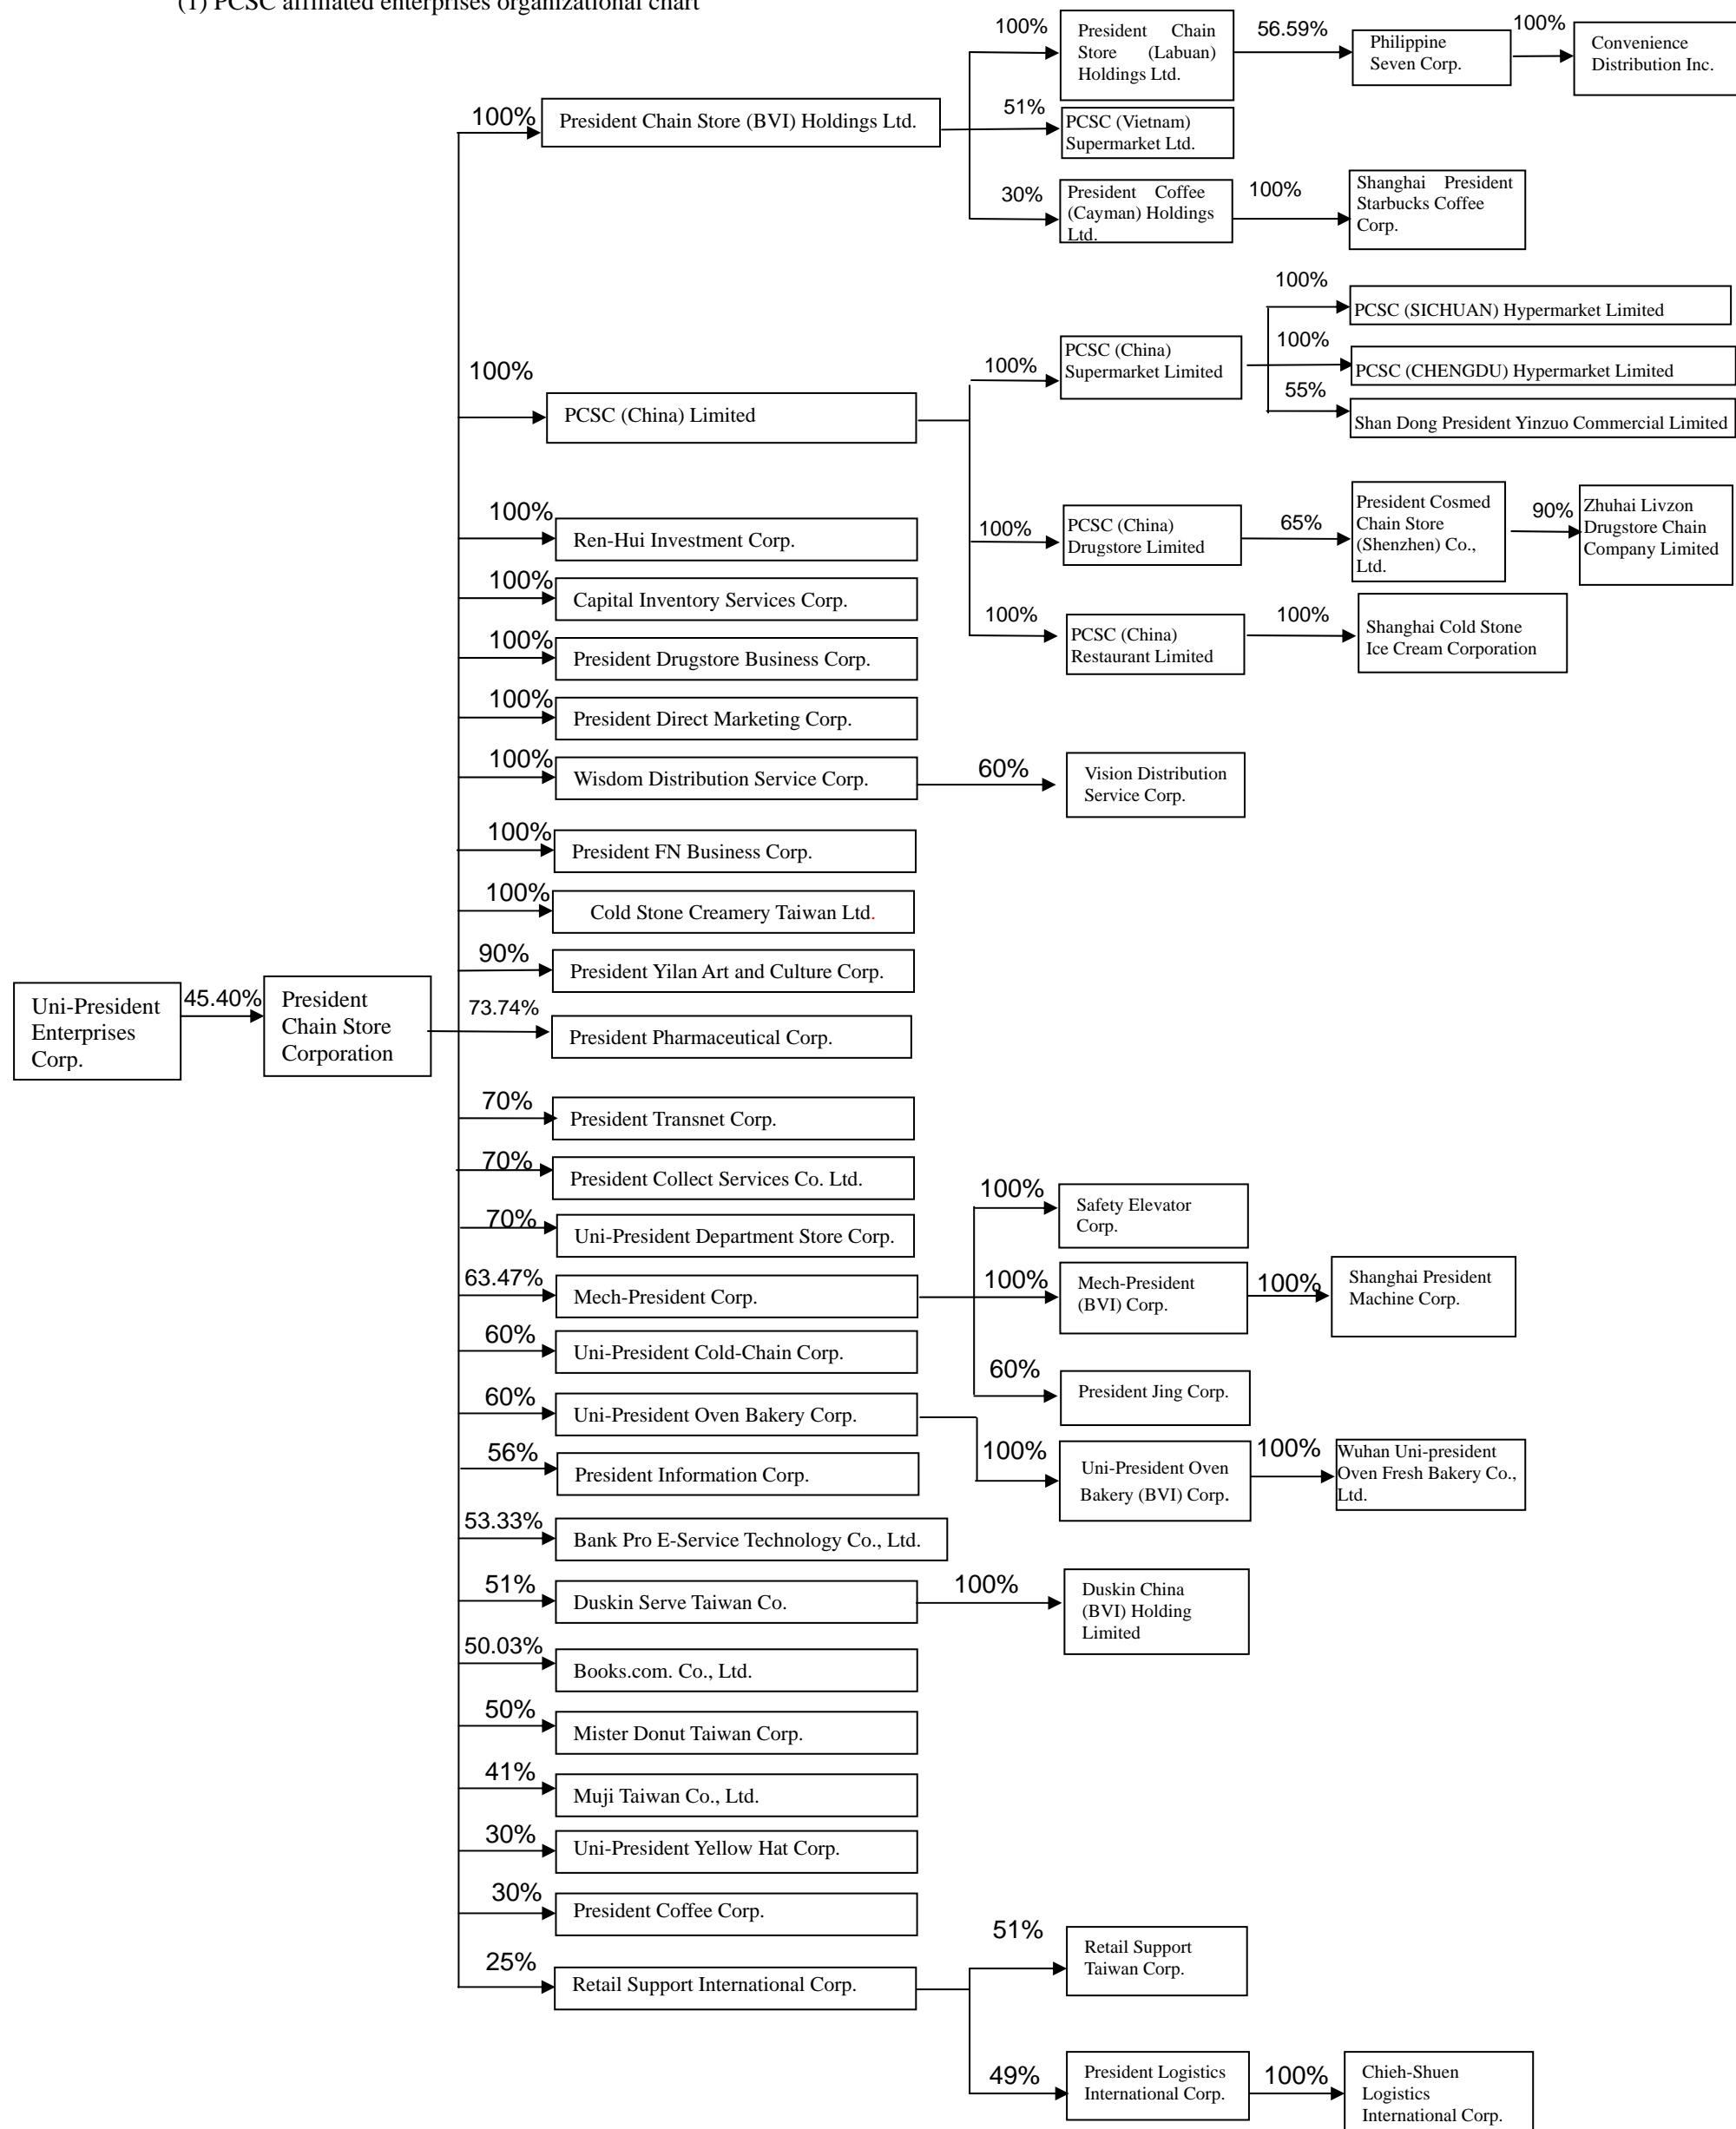 (1) PCSC affiliated enterprises organizational chart
100%
President Chain
Store (Labuan)
Holdings Ltd.
56.59%
Philippine
Seven Corp.
100%
Convenience
Distribution Inc.
100%
President Chain Store (BVI) Holdings Ltd.
51%
PCSC (Vietnam)
Supermarket Ltd.
30%
President Coffee
(Cayman) Holdings
Ltd.
100%
Shanghai President
Starbucks Coffee
Corp.
100%
PCSC (SICHUAN) Hypermarket Limited
100%
PCSC (China) Limited
100%
PCSC (China)
Supermarket Limited
100%
PCSC (CHENGDU) Hypermarket Limited
55%
Shan Dong President Yinzuo Commercial Limited
100%
PCSC (China)
Drugstore Limited
65%
President Cosmed
Chain Store
(Shenzhen) Co.,
Ltd.
90%
Zhuhai Livzon
Drugstore Chain
Company Limited
100%
PCSC (China)
Restaurant Limited
100%
Shanghai Cold Stone
Ice Cream Corporation
100%
Ren-Hui Investment Corp.
100%
Capital Inventory Services Corp.
100%
President Drugstore Business Corp.
100%
President Direct Marketing Corp.
100%
Wisdom Distribution Service Corp.
60%
Vision Distribution
Service Corp.
100%
President FN Business Corp.
100%
Cold Stone Creamery Taiwan Ltd.
90%
President Yilan Art and Culture Corp.
Uni-President
Enterprises
Corp.
45.40%
President
Chain Store
Corporation
73.74%
President Pharmaceutical Corp.
70%
President Transnet Corp.
70%
President Collect Services Co. Ltd.
70%
Uni-President Department Store Corp.
63.47%
Mech-President Corp.
100%
Safety Elevator
Corp.
100%
Mech-President
(BVI) Corp.
100%
Shanghai President
Machine Corp.
60%
President Jing Corp.
60%
Uni-President Cold-Chain Corp.
60%
Uni-President Oven Bakery Corp.
100%
Uni-President Oven
Bakery (BVI) Corp.
100%
Wuhan Uni-president
Oven Fresh Bakery Co.,
Ltd.
56%
President Information Corp.
53.33%
Bank Pro E-Service Technology Co., Ltd.
51%
Duskin Serve Taiwan Co.
100%
Duskin China
(BVI) Holding
Limited
50.03%
Books.com. Co., Ltd.
50%
Mister Donut Taiwan Corp.
41%
Muji Taiwan Co., Ltd.
30%
Uni-President Yellow Hat Corp.
30%
President Coffee Corp.
25%
Retail Support International Corp.
51%
Retail Support
Taiwan Corp.
49%
President Logistics
International Corp.
100%
Chieh-Shuen
Logistics
International Corp.